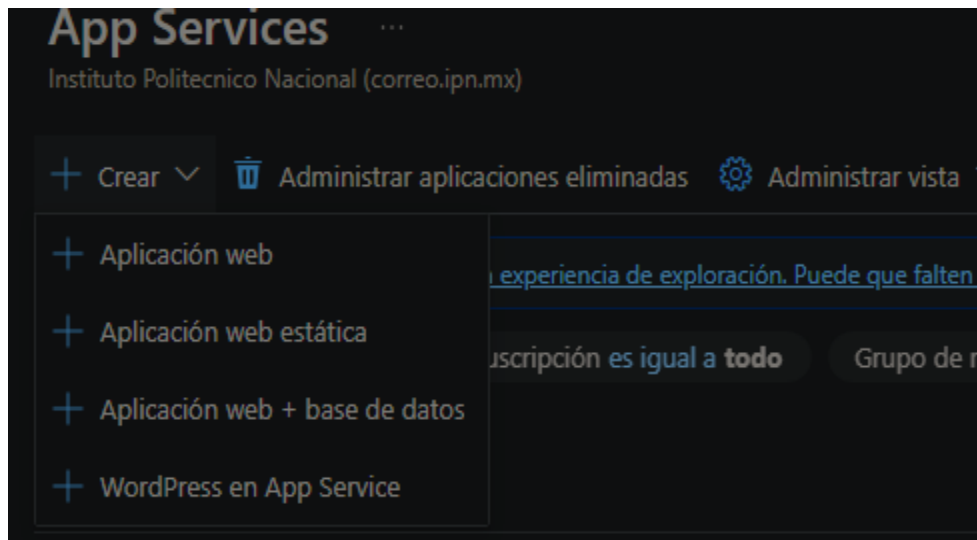 App Services ...
Instituto Politecnico Nacional (correo.ipn.mx)
Crear Administrar aplicaciones eliminadas Administrar vista
Aplicación web
experiencia de exploración. Puede que falten
Aplicación web estática
uscripción es igual a todo Grupo de
Aplicación web + base de datos
WordPress en App Service